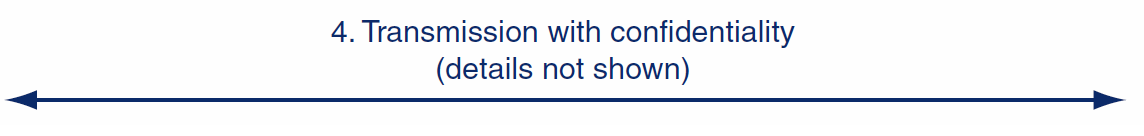 4. Transmission with confidentiality
(details not shown)